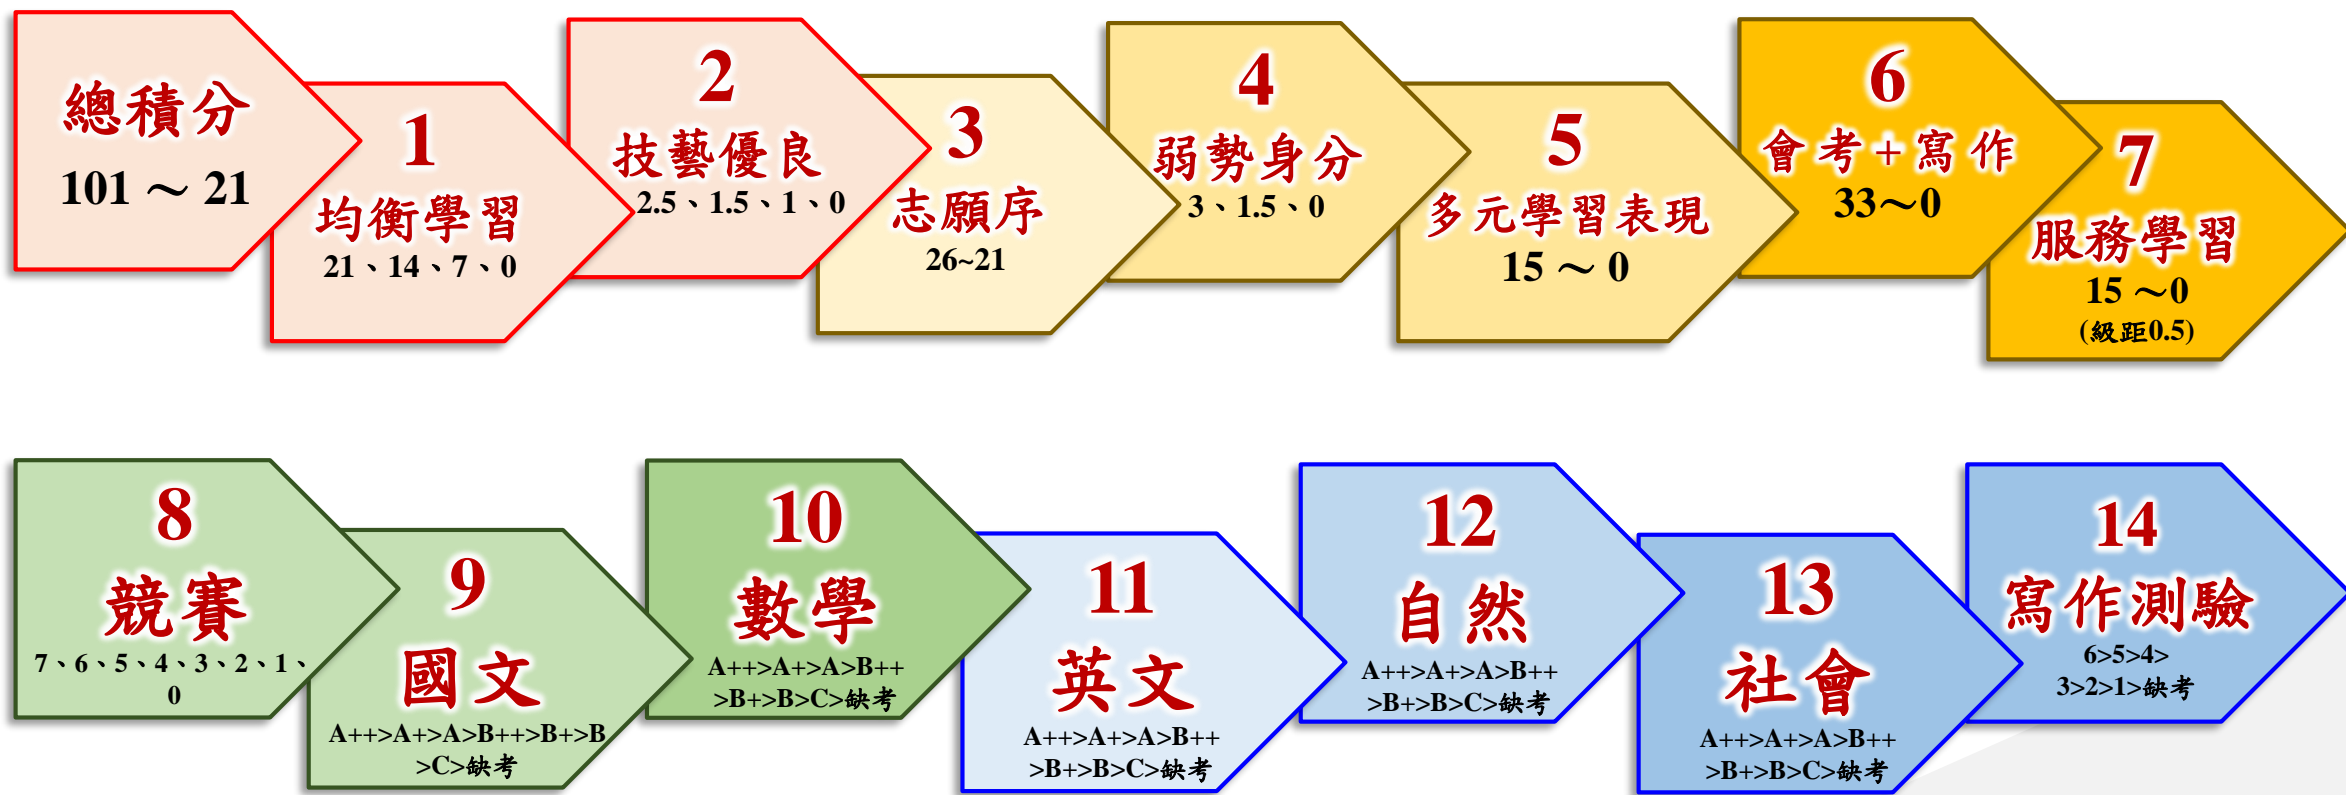 總積分
101 ～ 21
1
均衡學習
21、14、7、0
2
技藝優良
2.5、1.5、1、0
3
志願序
26~21
4
弱勢身分
3、1.5、0
5
多元學習表現
15 ～ 0
6
會考+寫作
33～0
7
服務學習
15 ～0
(級距0.5)
8
競賽
7、6、5、4、3、2、1、
0
9
國文
A++>A+>A>B++>B+>B
>C>缺考
10
數學
A++>A+>A>B++
>B+>B>C>缺考
11
英文
A++>A+>A>B++
>B+>B>C>缺考
12
自然
A++>A+>A>B++
>B+>B>C>缺考
13
社會
A++>A+>A>B++
>B+>B>C>缺考
14
寫作測驗
6>5>4>
3>2>1>缺考